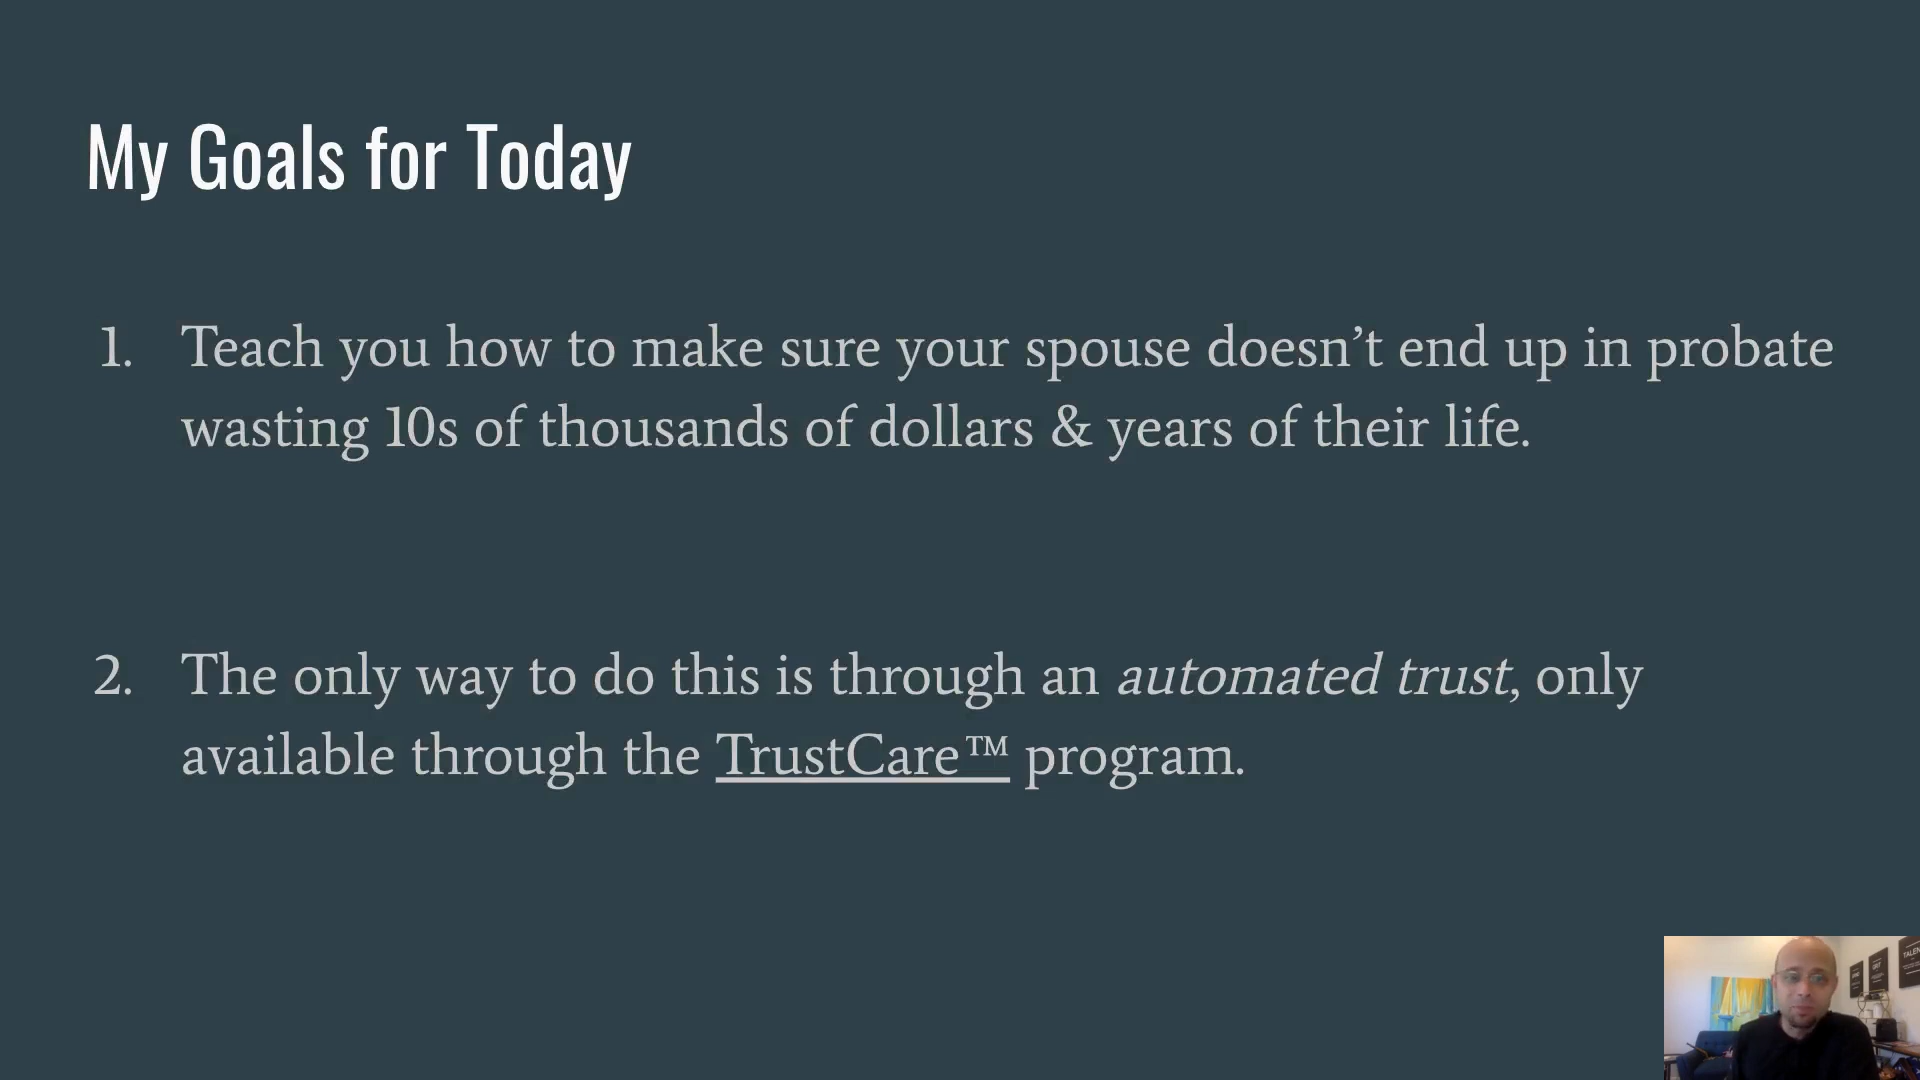 My Goals for Today
1. Teach you how to make sure your spouse doesn’t end up in probate
wasting 10s of thousands of dollars & years of their life.
2. The only way to do this is through an automated trust, only
available through the TrustCare™ program.